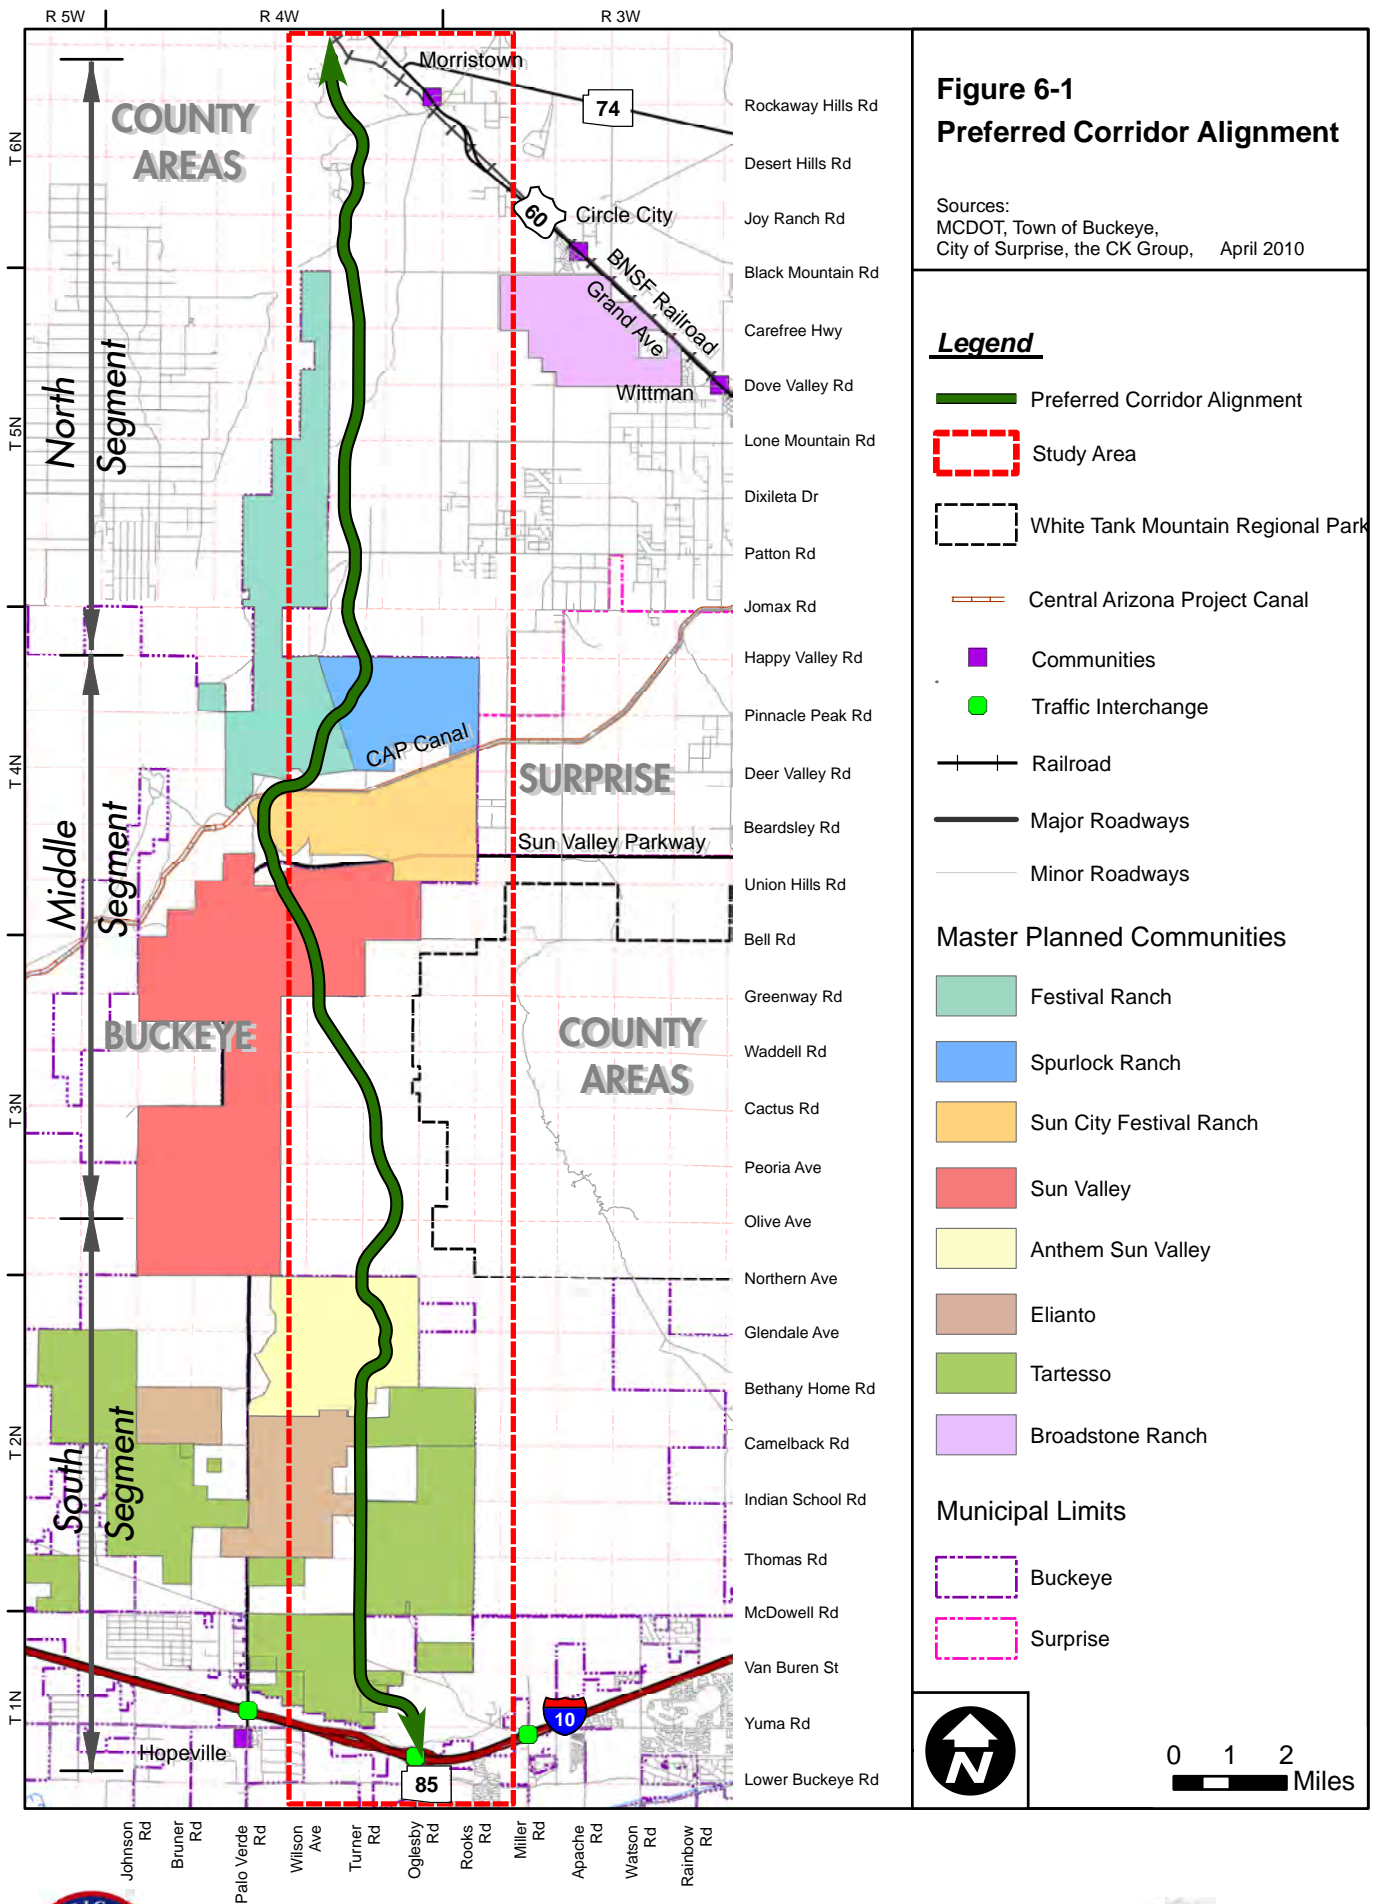 R 5W
R 4W
R 3W
Morristown
COUNTY
AREAS
74
60
Circle City
BNSF Railroad
Grand Ave
Wittman
T 6N
T 5N
T 4N
T 3N
T 2N
T 1N
North
Segment
Middle
Segment
South
Segment
CAP Canal
SURPRISE
Sun Valley Parkway
BUCKEYE
COUNTY
AREAS
Hopeville
10
85
Rockaway Hills Rd
Desert Hills Rd
Joy Ranch Rd
Black Mountain Rd
Carefree Hwy
Dove Valley Rd
Lone Mountain Rd
Dixileta Dr
Patton Rd
Jomax Rd
Happy Valley Rd
Pinnacle Peak Rd
Deer Valley Rd
Beardsley Rd
Union Hills Rd
Bell Rd
Greenway Rd
Waddell Rd
Cactus Rd
Peoria Ave
Olive Ave
Northern Ave
Glendale Ave
Bethany Home Rd
Camelback Rd
Indian School Rd
Thomas Rd
McDowell Rd
Van Buren St
Yuma Rd
Lower Buckeye Rd
Johnson
Rd
Bruner
Rd
Palo Verde
Rd
Wilson
Ave
Turner
Rd
Oglesby
Rd
Rooks
Rd
Miller
Rd
Apache
Rd
Watson
Rd
Rainbow
Rd
Figure 6-1
Preferred Corridor Alignment
Sources:
MCDOT, Town of Buckeye,
City of Surprise, the CK Group, April 2010
Legend
Preferred Corridor Alignment
Study Area
White Tank Mountain Regional Park
Central Arizona Project Canal
Communities
Traffic Interchange
Railroad
Major Roadways
Minor Roadways
Master Planned Communities
Festival Ranch
Spurlock Ranch
Sun City Festival Ranch
Sun Valley
Anthem Sun Valley
Elianto
Tartesso
Broadstone Ranch
Municipal Limits
Buckeye
Surprise
N
0 1 2
Miles